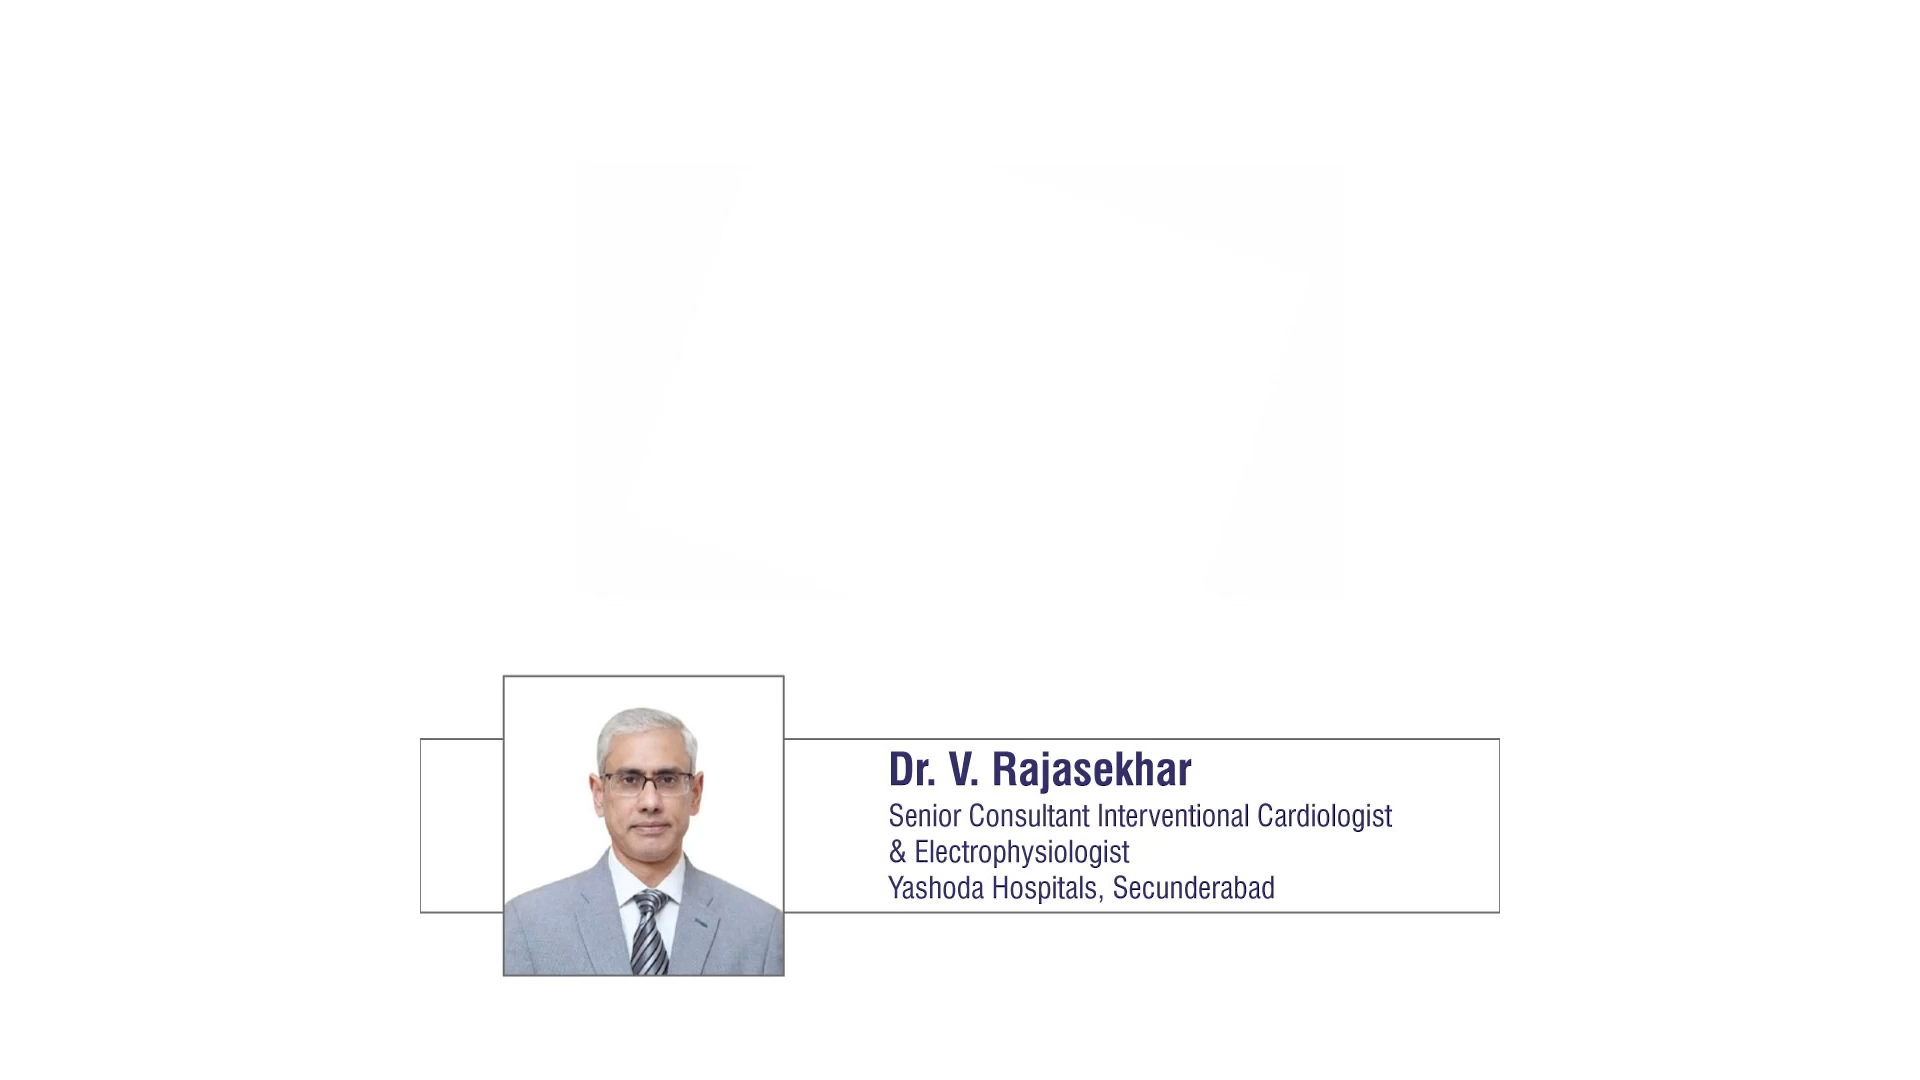 Dr. V. Rajasekhar
Senior Consultant Interventional Cardiologist
& Electrophysiologist
Yashoda Hospitals, Secunderabad